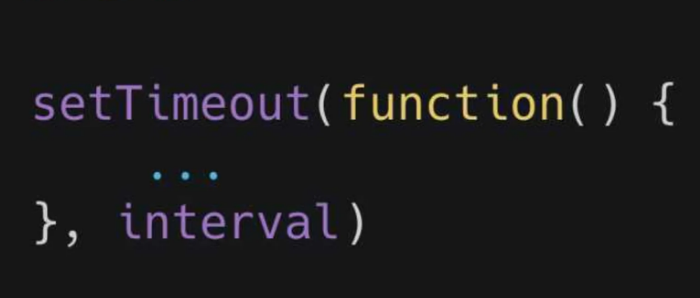 setTimeout(function() {
...
}, interval)